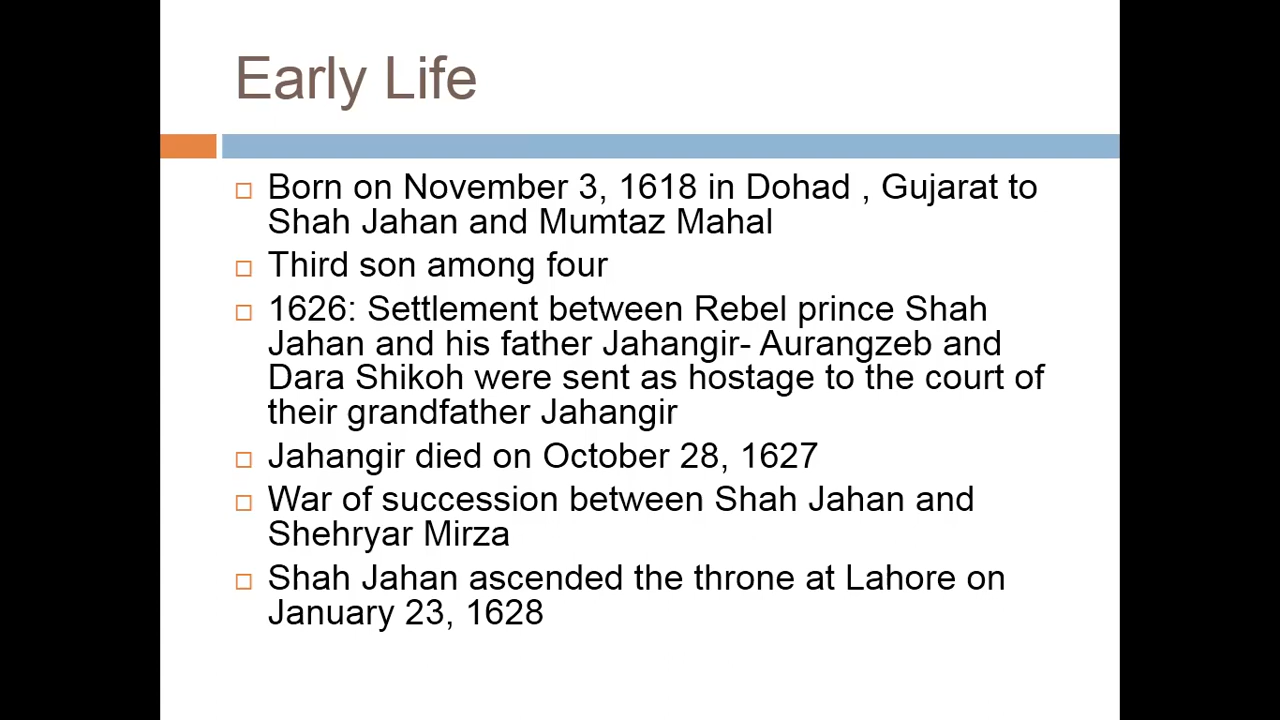 Early Life
Born on November 3, 1618 in Dohad , Gujarat to
Shah Jahan and Mumtaz Mahal
Third son among four
1626: Settlement between Rebel prince Shah
Jahan and his father Jahangir- Aurangzeb and
Dara Shikoh were sent as hostage to the court of
their grandfather Jahangir
Jahangir died on October 28, 1627
War of succession between Shah Jahan and
Shehryar Mirza
Shah Jahan ascended the throne at Lahore on
January 23, 1628